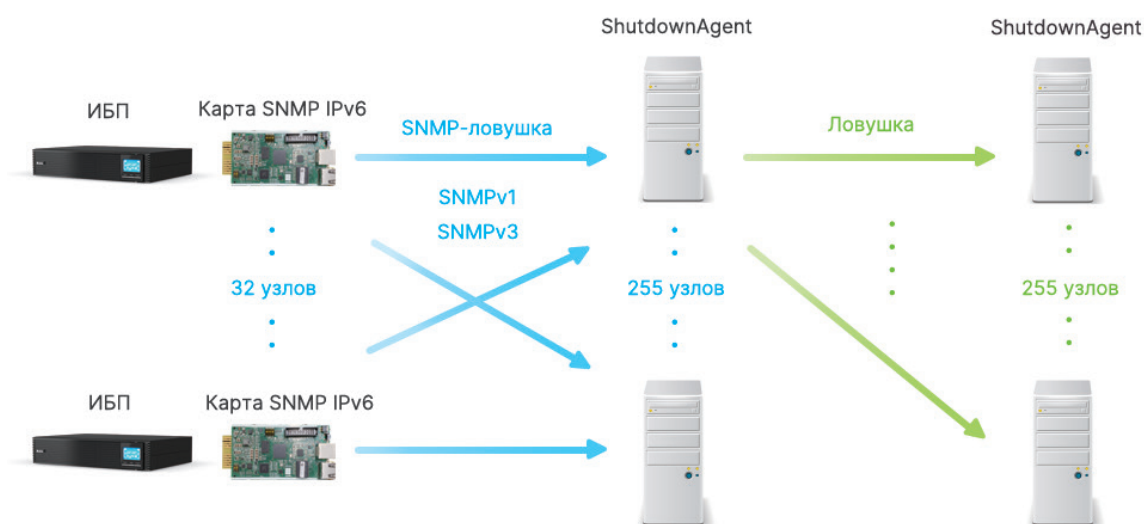 ShutdownAgent
ShutdownAgent
ИБП
Карта SNMP IPv6
SNMP-ловушка
Ловушка
SNMPv1
SNMPv3
32 узлов
255 узлов
255 узлов
ИБП
Карта SNMP IPv6